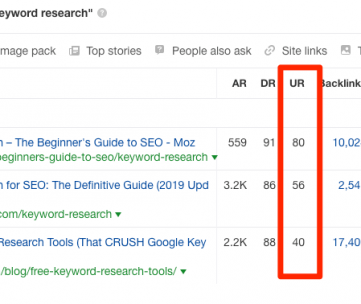 keyword research"
mage pack Top stories People also ask Site links
AR DR UR Backlink
– The Beginner's Guide to SEO - Moz 559 91 80 10,02
beginners-guide-to-seo/keyword-research
for SEO: The Definitive Guide (2019 Upd 3.2K 86 56 2,54
com/keyword-research
Research Tools (That CRUSH Google Key 2.2K 88 40 17,40
/blog/free-keyword-research-tools/